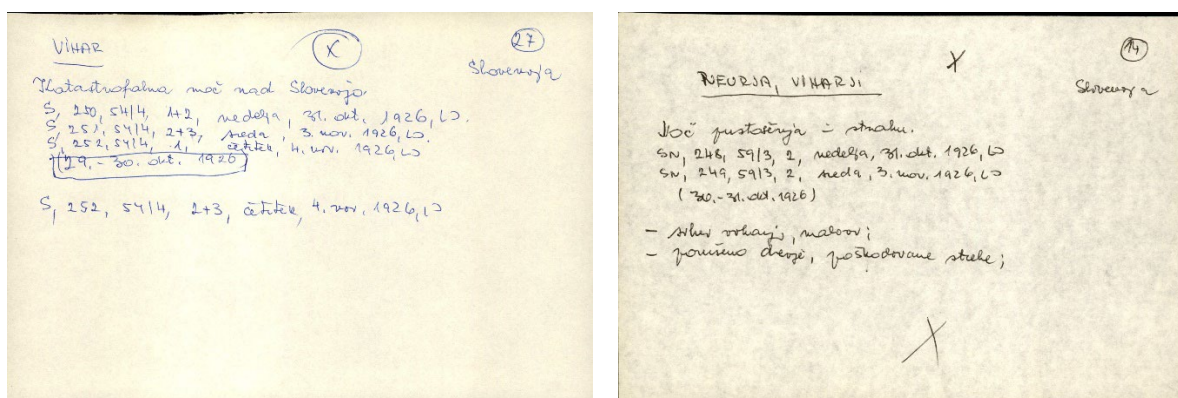 VIHAR
X
27
Slovenija
Katastrofalna noč nad Slovenijo.
S, 250, 54/4, 1+2, nedelja, 31. okt. 1926, LJ.
S, 251, 54/4, 2+3, sreda, 3. nov. 1926, LJ.
S, 252, 54/4, 1, četrtek, 4. nov. 1926, LJ
(29. - 30. okt. 1926)
S, 252, 54/4, 2+3, četrtek, 4. nov. 1926, LJ
X
14
NEURJA, VIHARJI
Slovenija
Noč pustošenja in strahu.
SN, 248, 59/3, 2, nedelja, 31. okt. 1926, LJ
SN, 249, 59/3, 2, sreda, 3. nov. 1926, LJ
(30. - 31. okt. 1926)
- vihar
- porušeno drevje, poškodovane strehe;
X